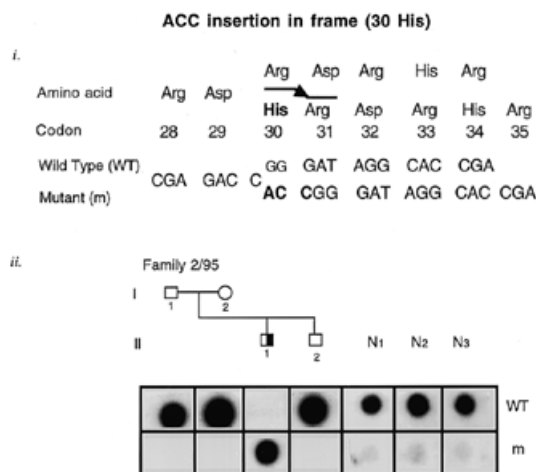 ACC insertion in frame (30 His)
i.
Arg Asp Arg His Arg
Amino acid Arg Asp
His Arg Asp Arg His Arg
Codon 28 29 30 31 32 33 34 35
Wild Type (WT) GG GAT AGG CAC CGA
CGA GAC C
Mutant (m) AC CGG GAT AGG CAC CGA
ii.
Family 2/95
I
1 2
II 1 2 N1 N2 N3
WT
m